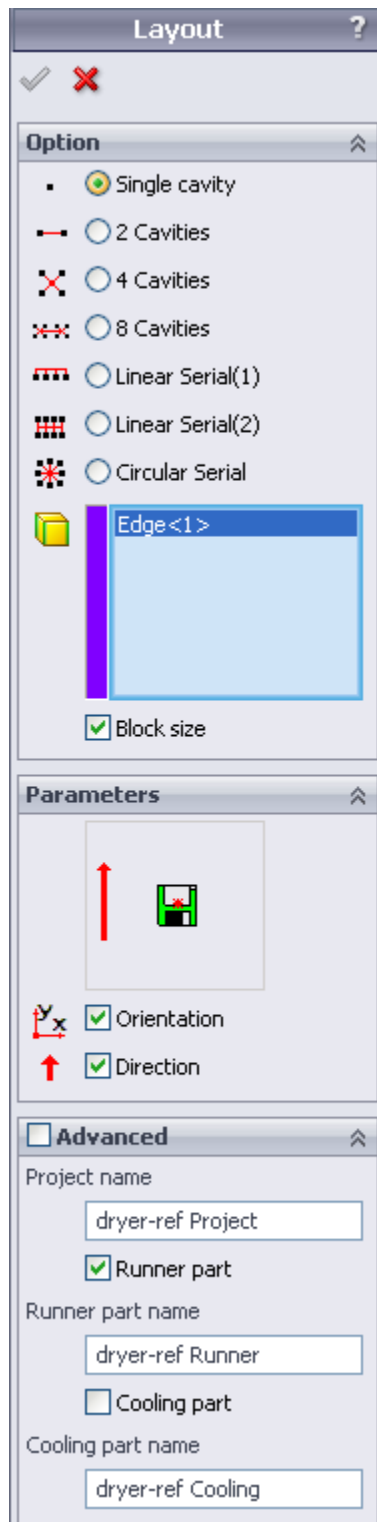 Layout ?
Option
Single cavity
2 Cavities
4 Cavities
8 Cavities
Linear Serial(1)
Linear Serial(2)
Circular Serial
Edge<1>
Block size
Parameters
Y X Orientation
Direction
Advanced
Project name
dryer-ref Project
Runner part
Runner part name
dryer-ref Runner
Cooling part
Cooling part name
dryer-ref Cooling